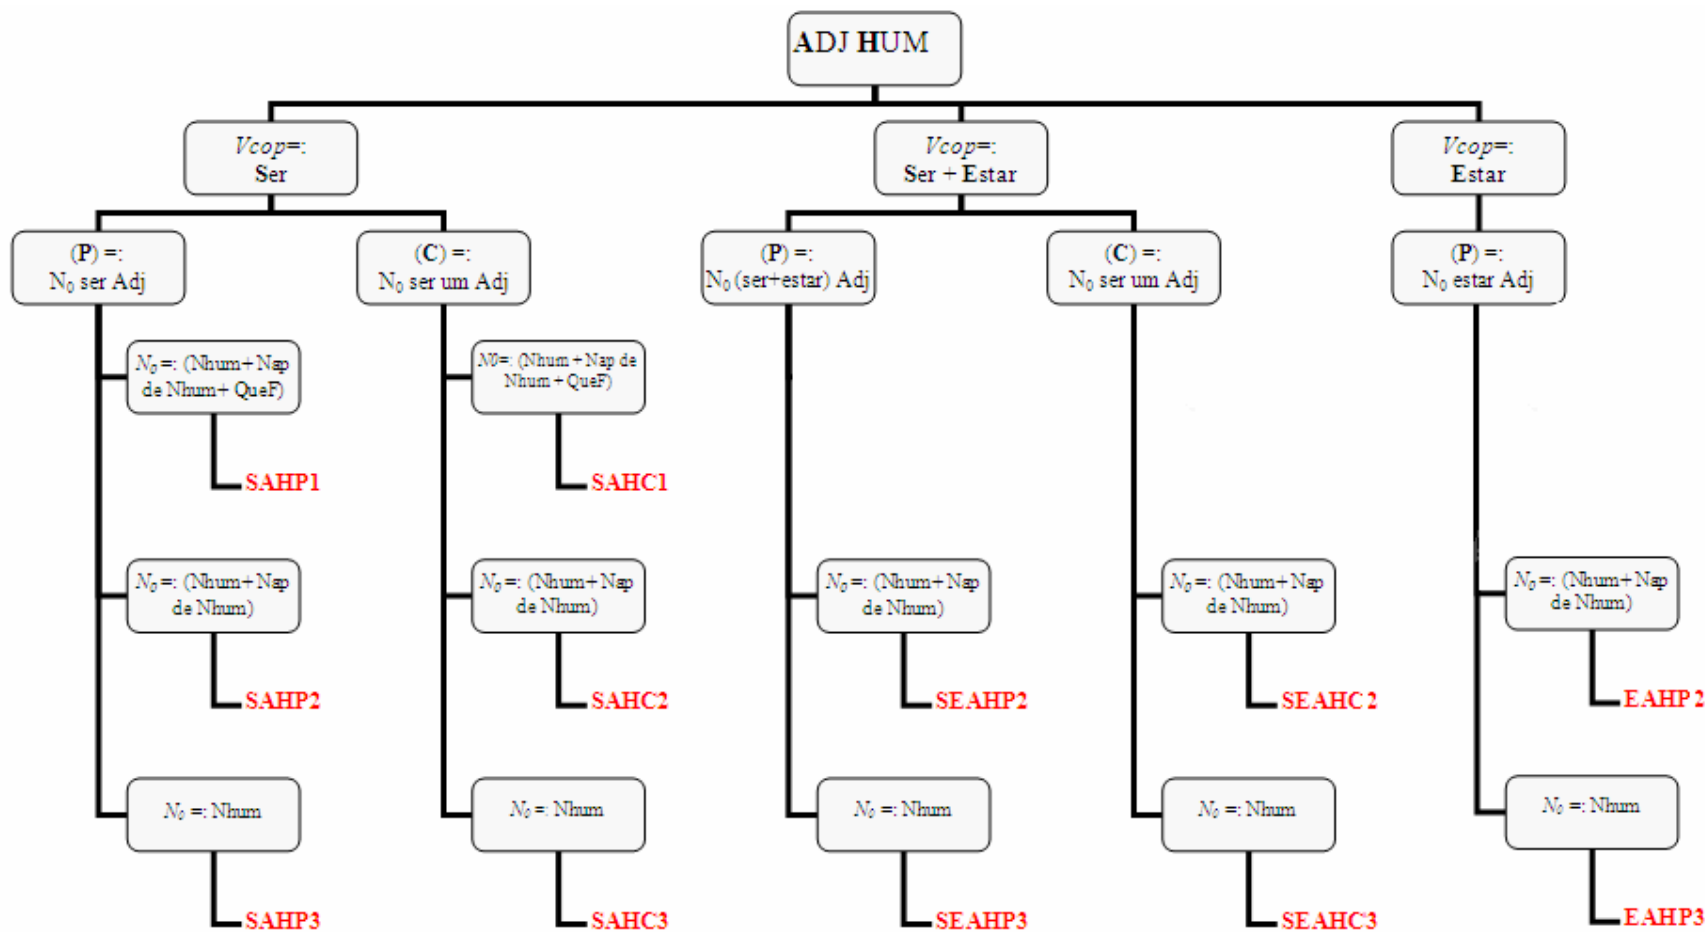 ADJ HUM
Vcop=:
Ser
Vcop=:
Ser + Estar
Vcop=:
Estar
(P) =:
N₀ ser Adj
(C) =:
N₀ ser um Adj
(P) =:
N₀ (ser+estar) Adj
(C) =:
N₀ ser um Adj
(P) =:
N₀ estar Adj
N₀ =: (Nhum+ Nap
de Nhum+ QueF)
N0=: (Nhum + Nap de
Nhum + QueF)
SAHP1
SAHC1
N₀ =: (Nhum+ Nap
de Nhum)
N₀ =: (Nhum+ Nap
de Nhum)
N₀ =: (Nhum+ Nap
de Nhum)
N₀ =: (Nhum+ Nap
de Nhum)
N₀ =: (Nhum+ Nap
de Nhum)
SAHP2
SAHC2
SEAHP2
SEAHC2
EAHP2
N₀ =: Nhum
N₀ =: Nhum
N₀ =: Nhum
N₀ =: Nhum
N₀ =: Nhum
SAHP3
SAHC3
SEAHP3
SEAHC3
EAHP3